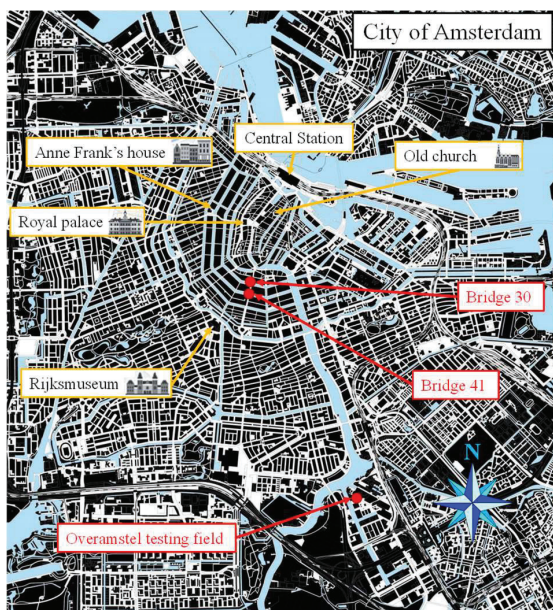 City of Amsterdam
Central Station
Anne Frank's house
Old church
Royal palace
Bridge 30
Rijksmuseum
Bridge 41
N
Overamstel testing field